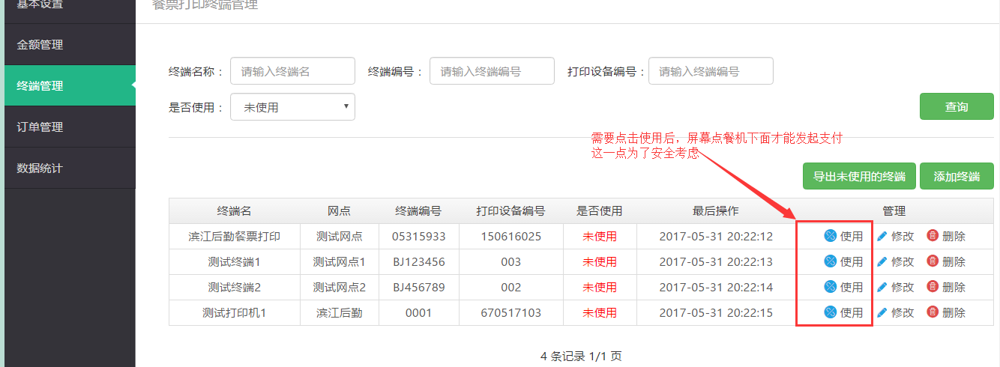 基本设置
餐票打印终端管理
金额管理
终端管理
订单管理
数据统计
终端名称： 请输入终端名 终端编号： 请输入终端编号 打印设备编号： 请输入终端编号
是否使用： 未使用 查询
需要点击使用后，屏幕点餐机下面才能发起支付
这一点为了安全考虑
导出未使用的终端 添加终端
终端名 网点 终端编号 打印设备编号 是否使用 最后操作 管理
滨江后勤餐票打印 测试网点 05315933 150616025 未使用 2017-05-31 20:22:12 使用 修改 删除
测试终端1 测试网点1 BJ123456 003 未使用 2017-05-31 20:22:13 使用 修改 删除
测试终端2 测试网点2 BJ456789 002 未使用 2017-05-31 20:22:14 使用 修改 删除
测试打印机1 滨江后勤 0001 670517103 未使用 2017-05-31 20:22:15 使用 修改 删除
4 条记录 1/1 页